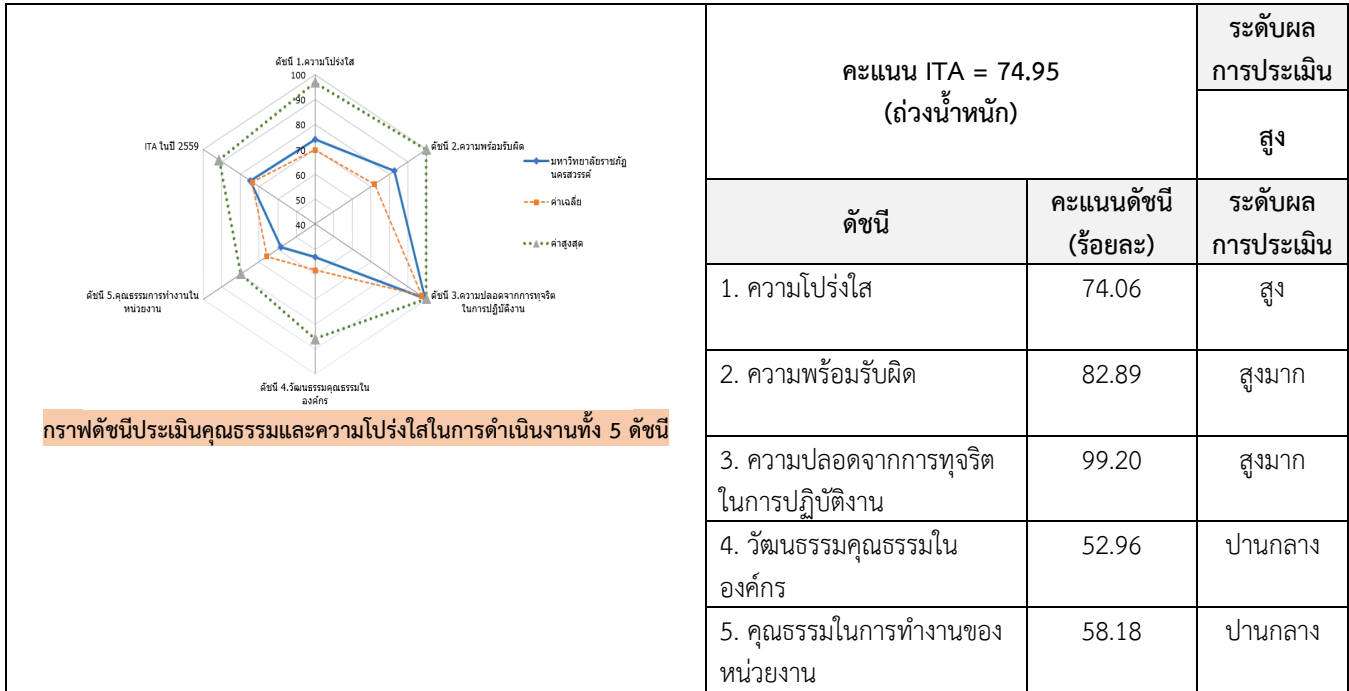 ดัชนี 1.ความโปร่งใส
100
90
80
70
60
50
40
ITA ในปี 2559
ดัชนี 2.ความพร้อมรับผิด
ดัชนี 5.คุณธรรมการทำงานใน
หน่วยงาน
ดัชนี 3.ความปลอดจากการทุจริต
ในการปฏิบัติงาน
ดัชนี 4.วัฒนธรรมคุณธรรมใน
องค์กร
มหาวิทยาลัยราชภัฏ
นครสวรรค์
ค่าเฉลี่ย
ค่าสูงสุด
กราฟดัชนีประเมินคุณธรรมและความโปร่งใสในการดำเนินงานทั้ง 5 ดัชนี
คะแนน ITA = 74.95
(ถ่วงน้ำหนัก)
ระดับผล
การประเมิน
สูง
ดัชนี
คะแนนดัชนี
(ร้อยละ)
ระดับผล
การประเมิน
1. ความโปร่งใส 74.06 สูง
2. ความพร้อมรับผิด 82.89 สูงมาก
3. ความปลอดจากการทุจริต 99.20 สูงมาก
ในการปฏิบัติงาน
4. วัฒนธรรมคุณธรรมใน 52.96 ปานกลาง
องค์กร
5. คุณธรรมในการทำงานของ 58.18 ปานกลาง
หน่วยงาน